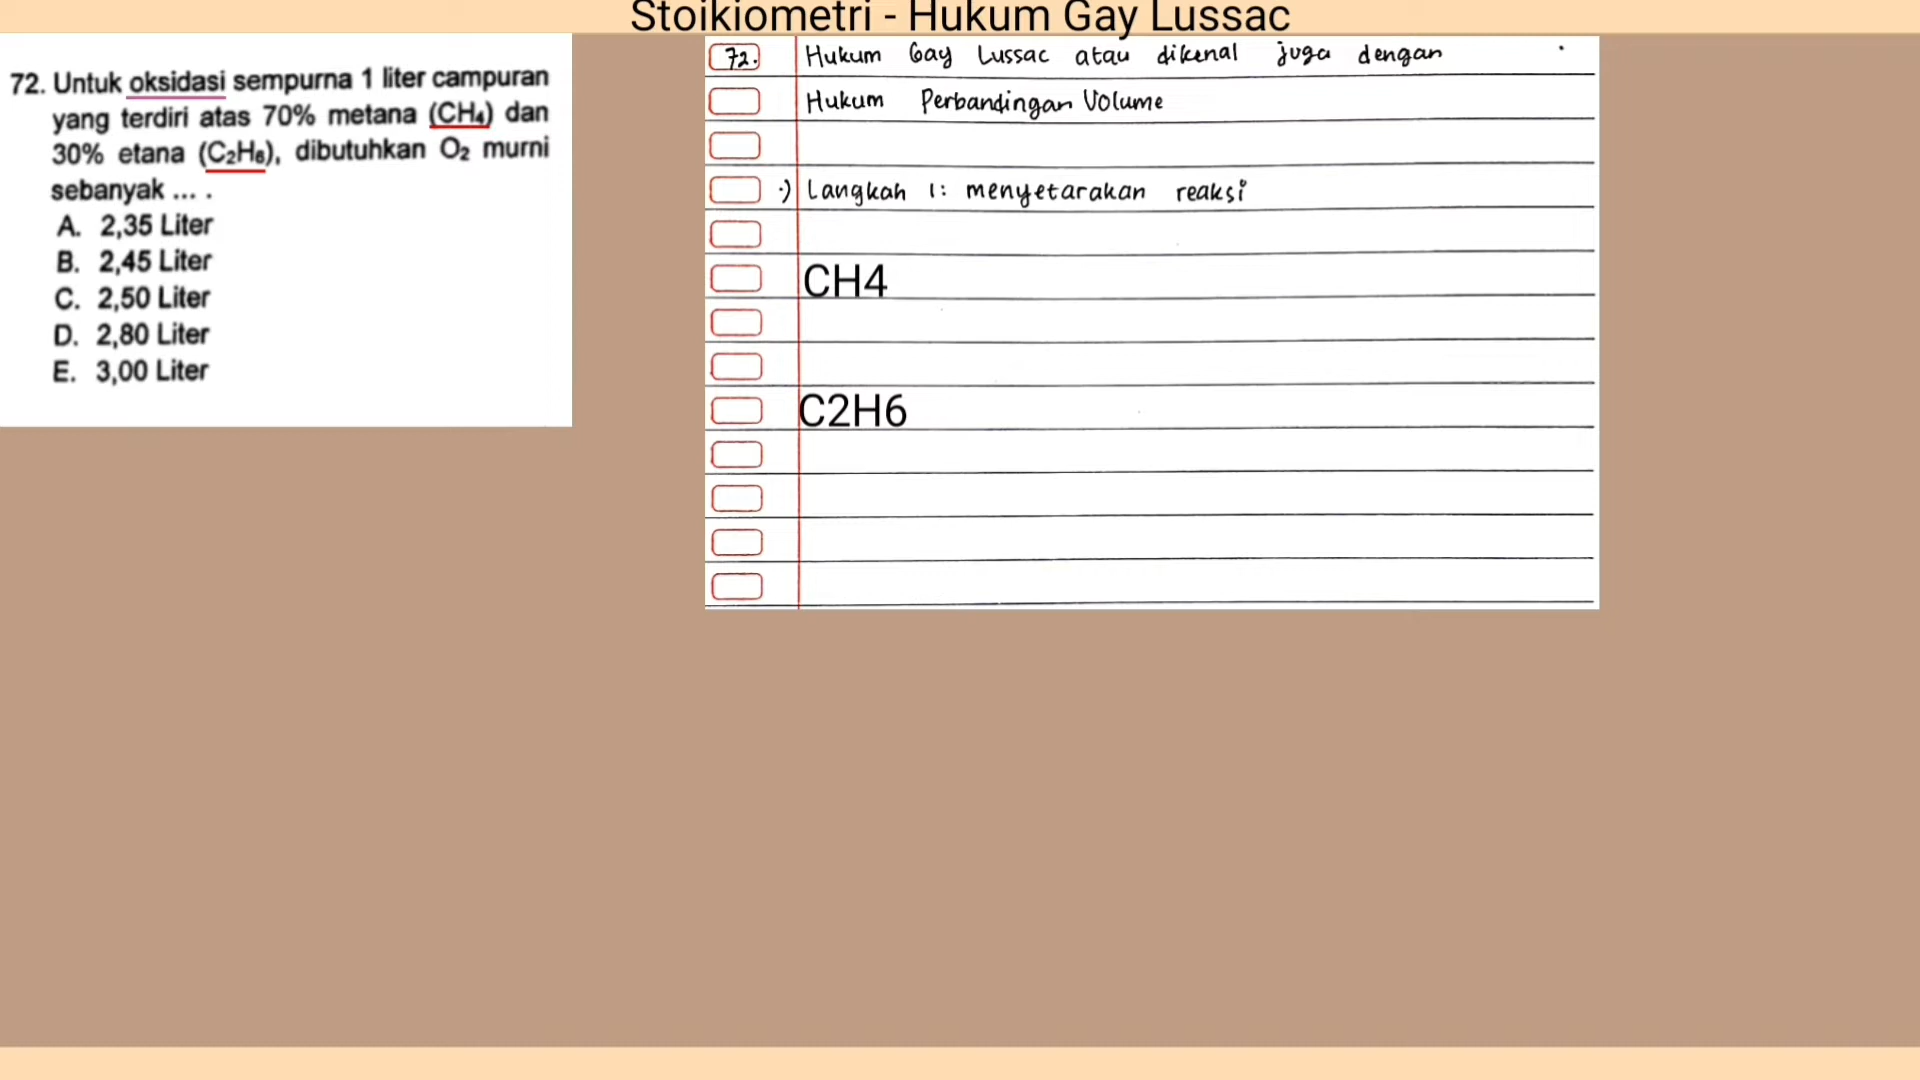 Stoikiometri - Hukum Gay Lussac
72. Untuk oksidasi sempurna 1 liter campuran
yang terdiri atas 70% metana (CH₄) dan
30% etana (C₂H₆), dibutuhkan O₂ murni
sebanyak ... .
A. 2,35 Liter
B. 2,45 Liter
C. 2,50 Liter
D. 2,80 Liter
E. 3,00 Liter
72. Hukum Gay Lussac atau dikenal juga dengan
Hukum Perbandingan Volume
·) Langkah 1: menyetarakan reaksi
CH4
C2H6